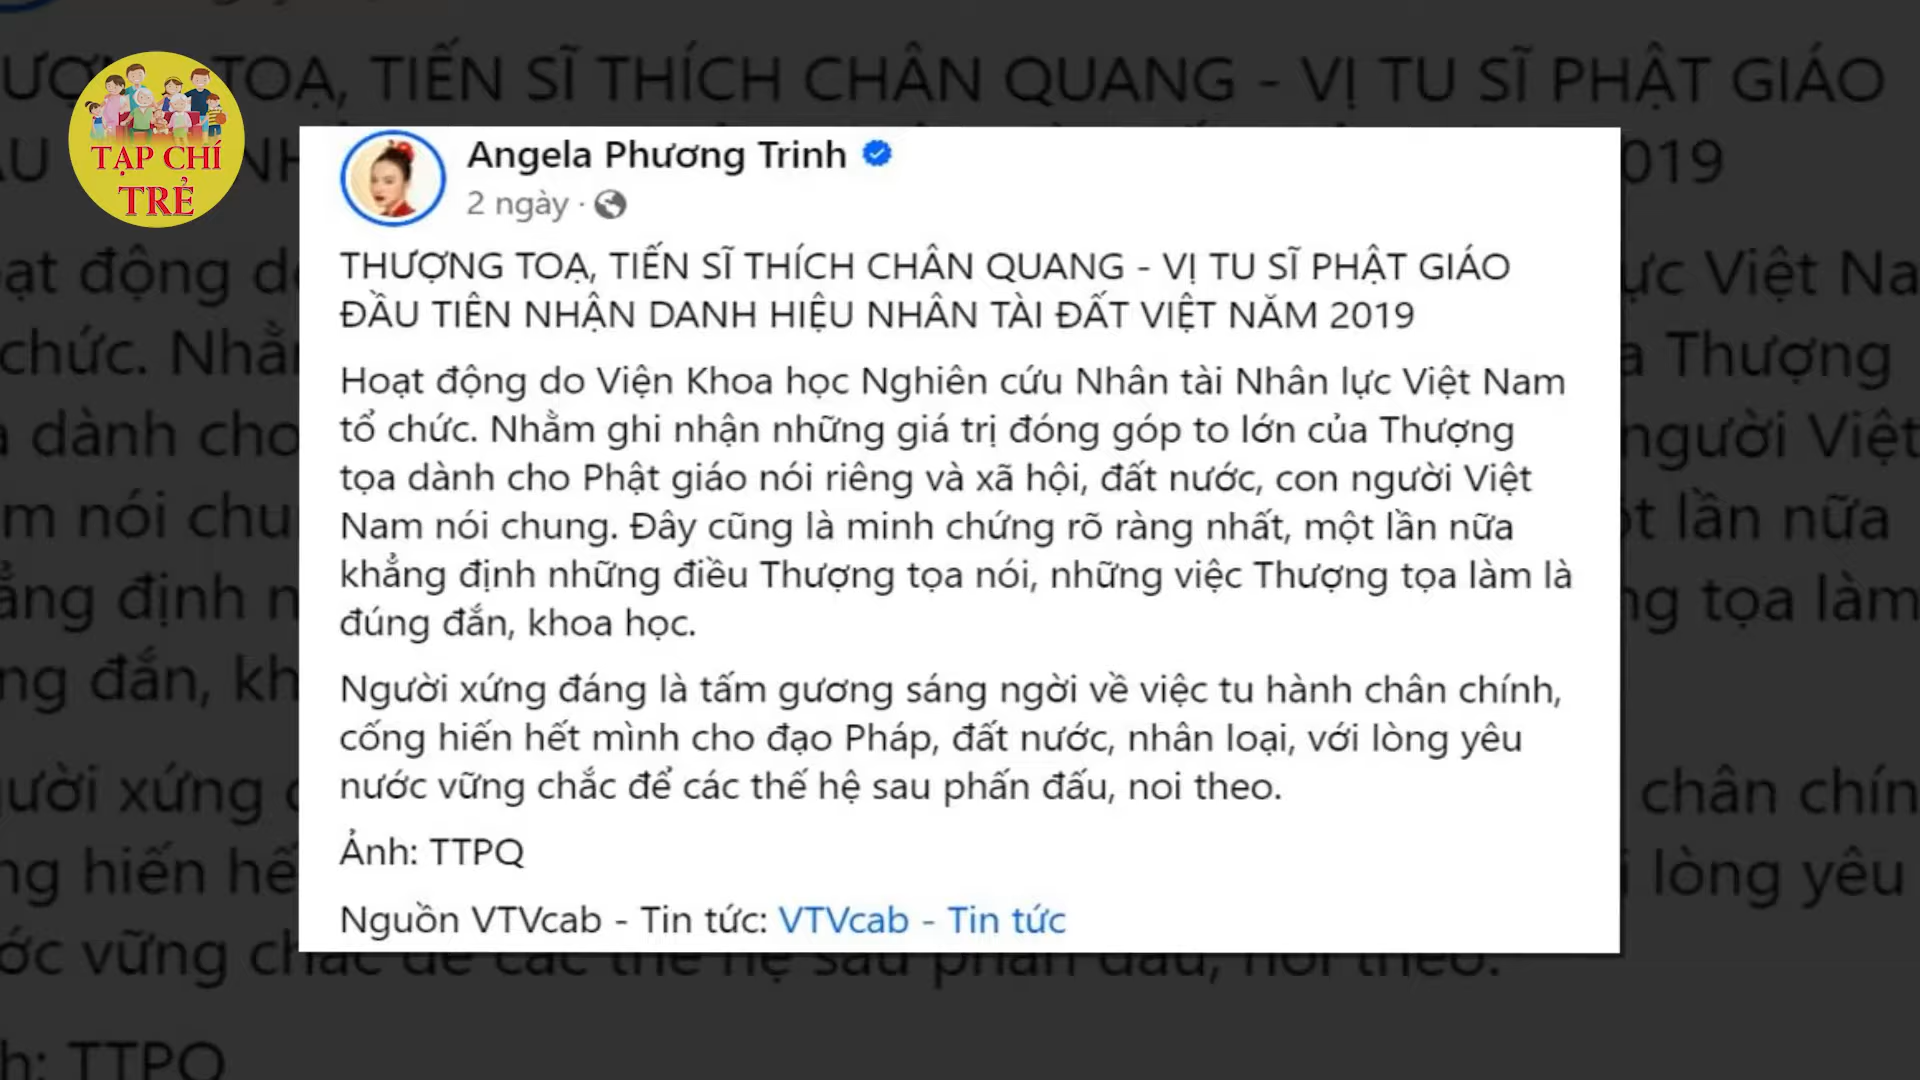 TẠP CHÍ
TRẺ
Angela Phương Trinh
2 ngày ·
THƯỢNG TOẠ, TIẾN SĨ THÍCH CHÂN QUANG - VỊ TU SĨ PHẬT GIÁO
ĐẦU TIÊN NHẬN DANH HIỆU NHÂN TÀI ĐẤT VIỆT NĂM 2019
Hoạt động do Viện Khoa học Nghiên cứu Nhân tài Nhân lực Việt Nam
tổ chức. Nhằm ghi nhận những giá trị đóng góp to lớn của Thượng
tọa dành cho Phật giáo nói riêng và xã hội, đất nước, con người Việt
Nam nói chung. Đây cũng là minh chứng rõ ràng nhất, một lần nữa
khẳng định những điều Thượng tọa nói, những việc Thượng tọa làm là
đúng đắn, khoa học.
Người xứng đáng là tấm gương sáng ngời về việc tu hành chân chính,
cống hiến hết mình cho đạo Pháp, đất nước, nhân loại, với lòng yêu
nước vững chắc để các thế hệ sau phấn đấu, noi theo.
Ảnh: TTPQ
Nguồn VTVcab - Tin tức: VTVcab - Tin tức